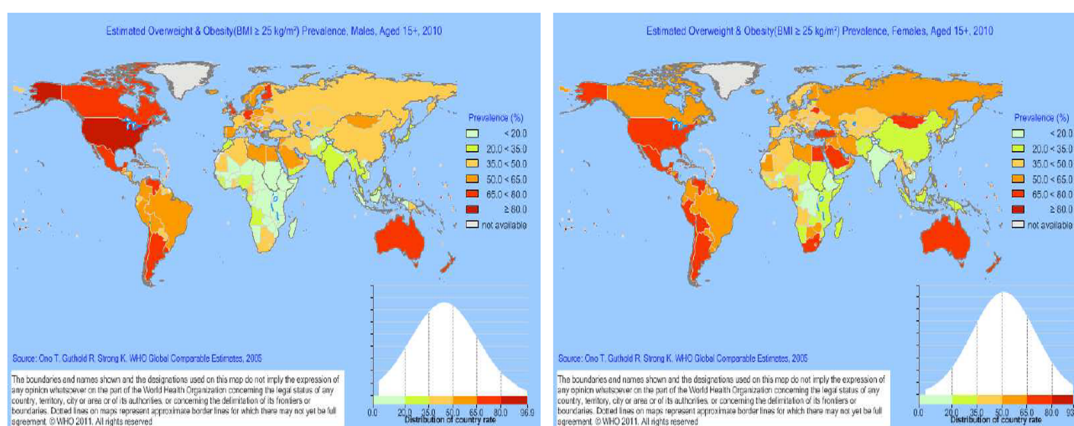 Estimated Overweight & Obesity(BMI ≥ 25 kg/m²) Prevalence, Males, Aged 15+, 2010
Prevalence (%)
< 20.0
20.0 < 35.0
35.0 < 50.0
50.0 < 65.0
65.0 < 80.0
≥ 80.0
not available
Source: Ono T, Guthold R, Strong K, WHO Global Comparable Estimates, 2005
The boundaries and names shown and the designations used on this map do not imply the expression of
any opinion whatsoever on the part of the World Health Organization concerning the legal status of any
country, territory, city or area or of its authorities, or concerning the delimitation of its frontiers or
boundaries. Dotted lines on maps represent approximate border lines for which there may not yet be full
agreement. © WHO 2011. All rights reserved
0.0 20.0 35.0 50.0 65.0 80.0 96.9
Distribution of country rate
Estimated Overweight & Obesity(BMI ≥ 25 kg/m²) Prevalence, Females, Aged 15+, 2010
Prevalence (%)
< 20.0
20.0 < 35.0
35.0 < 50.0
50.0 < 65.0
65.0 < 80.0
≥ 80.0
not available
Source: Ono T, Guthold R, Strong K, WHO Global Comparable Estimates, 2005
The boundaries and names shown and the designations used on this map do not imply the expression of
any opinion whatsoever on the part of the World Health Organization concerning the legal status of any
country, territory, city or area or of its authorities, or concerning the delimitation of its frontiers or
boundaries. Dotted lines on maps represent approximate border lines for which there may not yet be full
agreement. © WHO 2011. All rights reserved
0.0 20.0 35.0 50.0 65.0 80.0
Distribution of country rate